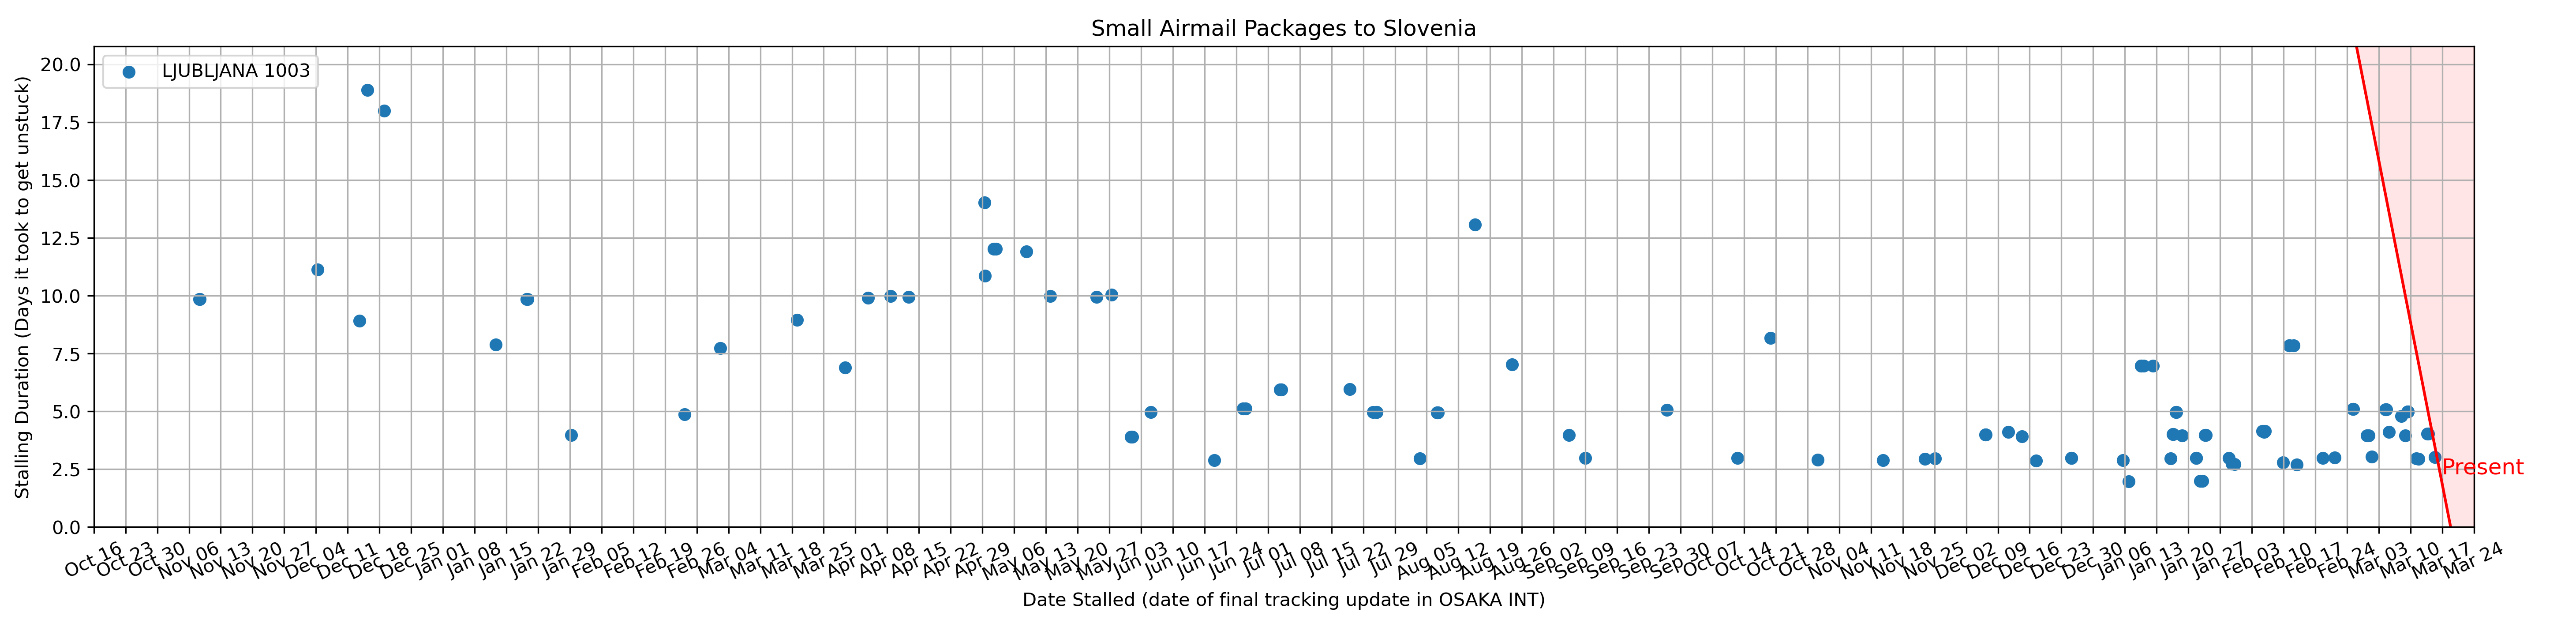 Small Airmail Packages to Slovenia
LJUBLJANA 1003
Stalling Duration (Days it took to get unstuck)
20.0
17.5
15.0
12.5
10.0
7.5
5.0
2.5
0.0
Present
Oct 16 Oct 23 Oct 30 Nov 06 Nov 13 Nov 20 Nov 27 Dec 04 Dec 11 Dec 18 Dec 25 Jan 01 Jan 08 Jan 15 Jan 22 Jan 29 Feb 05 Feb 12 Feb 19 Feb 26 Mar 04 Mar 11 Mar 18 Mar 25 Apr 01 Apr 08 Apr 15 Apr 22 Apr 29 May 06 May 13 May 20 May 27 Jun 03 Jun 10 Jun 17 Jun 24 Jul 01 Jul 08 Jul 15 Jul 22 Jul 29 Aug 05 Aug 12 Aug 19 Aug 26 Sep 02 Sep 09 Sep 16 Sep 23 Sep 30 Oct 07 Oct 14 Oct 21 Oct 28 Nov 04 Nov 11 Nov 18 Nov 25 Dec 02 Dec 09 Dec 16 Dec 23 Dec 30 Jan 06 Jan 13 Jan 20 Jan 27 Feb 03 Feb 10 Feb 17 Feb 24 Mar 03 Mar 10 Mar 17 Mar 24
Date Stalled (date of final tracking update in OSAKA INT)